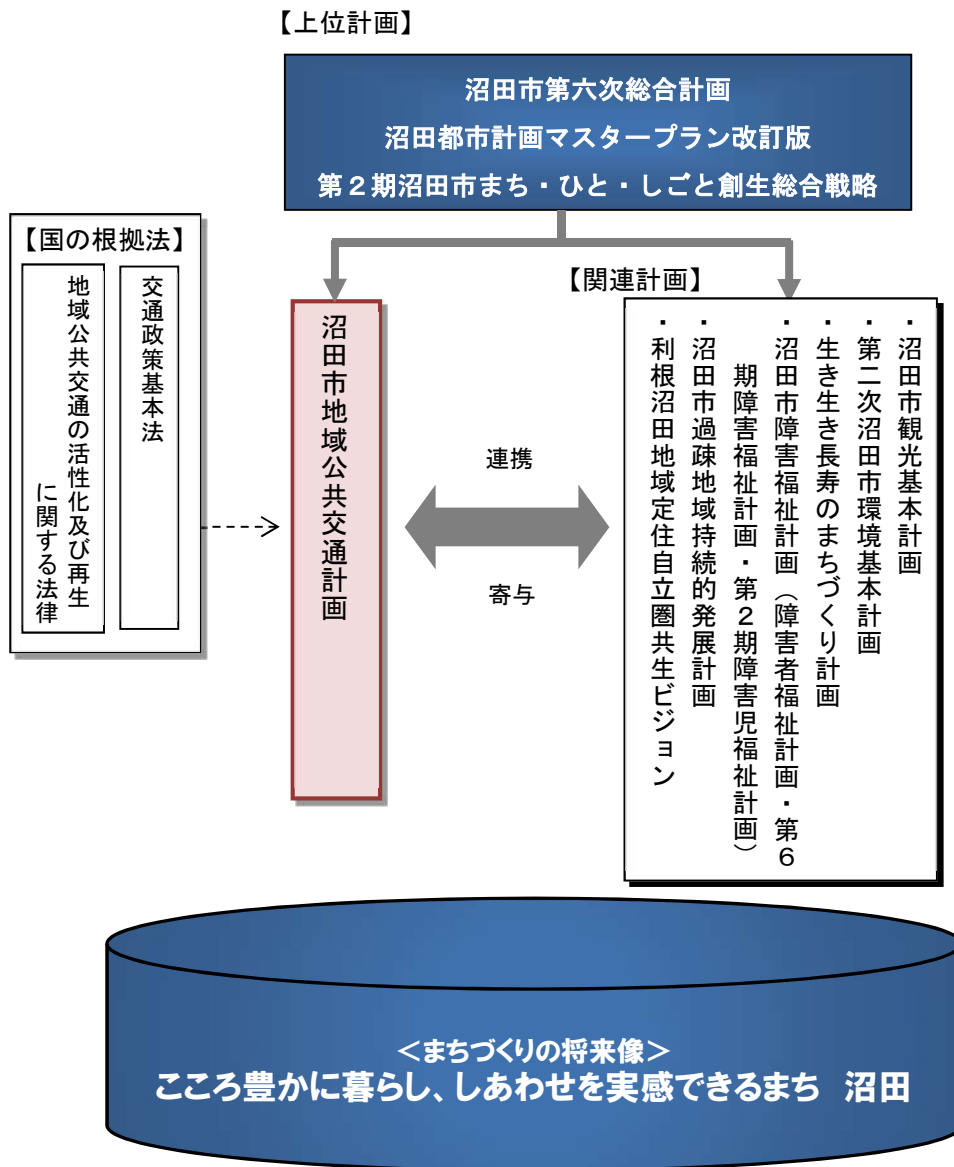 【上位計画】
沼田市第六次総合計画
沼田都市計画マスタープラン改訂版
第２期沼田市まち・ひと・しごと創生総合戦略
【国の根拠法】
交通政策基本法
地域公共交通の活性化及び再生
に関する法律
沼田市地域公共交通計画
連携
寄与
【関連計画】
・沼田市観光基本計画
・第二次沼田市環境基本計画
・生き生き長寿のまちづくり計画
・沼田市障害福祉計画（障害者福祉計画・第６
期障害福祉計画・第２期障害児福祉計画）
・沼田市過疎地域持続的発展計画
・利根沼田地域定住自立圏共生ビジョン
＜まちづくりの将来像＞
こころ豊かに暮らし、しあわせを実感できるまち　沼田